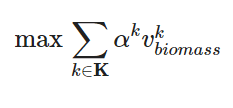 max ∑_{k∈𝐊} α^k v^k_{biomass}